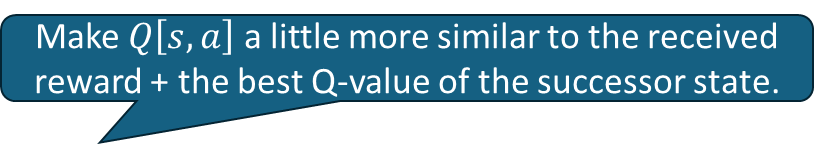 Make Q[s, a] a little more similar to the received
reward + the best Q-value of the successor state.